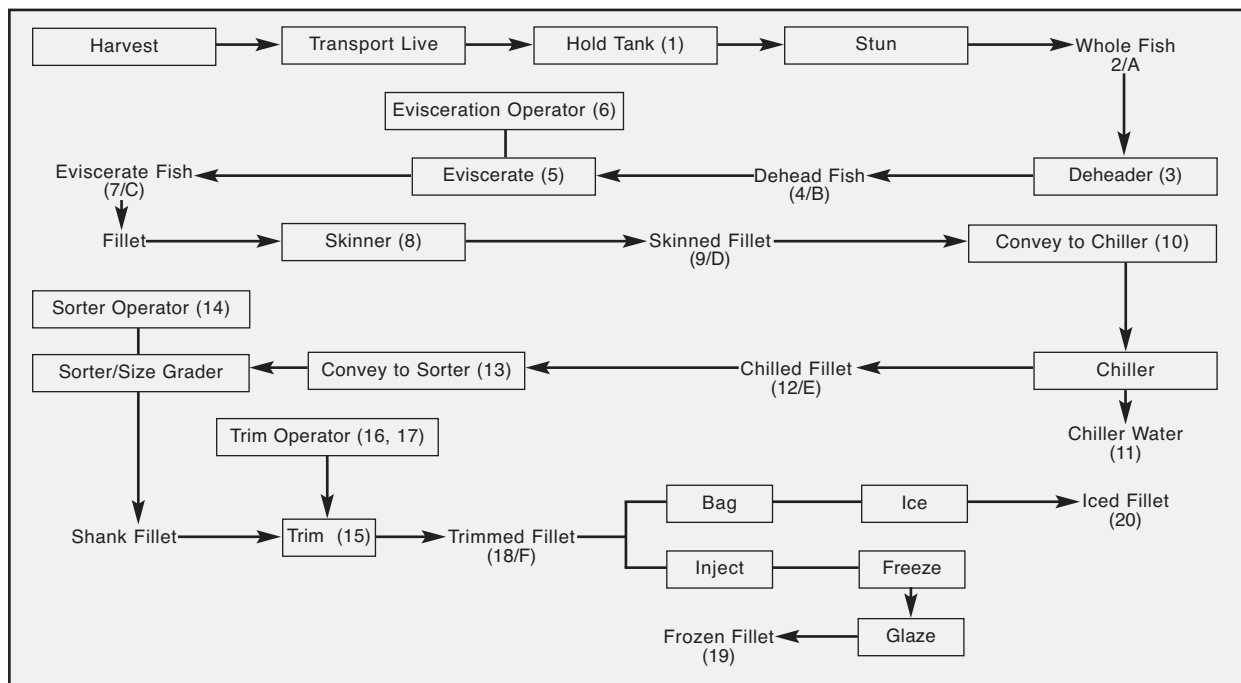 Harvest
Transport Live
Hold Tank (1)
Stun
Whole Fish
2/A
Evisceration Operator (6)
Eviscerate Fish
(7/C)
Eviscerate (5)
Dehead Fish
(4/B)
Deheader (3)
Fillet
Skinner (8)
Skinned Fillet
(9/D)
Convey to Chiller (10)
Sorter Operator (14)
Sorter/Size Grader
Convey to Sorter (13)
Chilled Fillet
(12/E)
Chiller
Chiller Water
(11)
Trim Operator (16, 17)
Shank Fillet
Trim (15)
Trimmed Fillet
(18/F)
Bag
Ice
Iced Fillet
(20)
Inject
Freeze
Frozen Fillet
(19)
Glaze